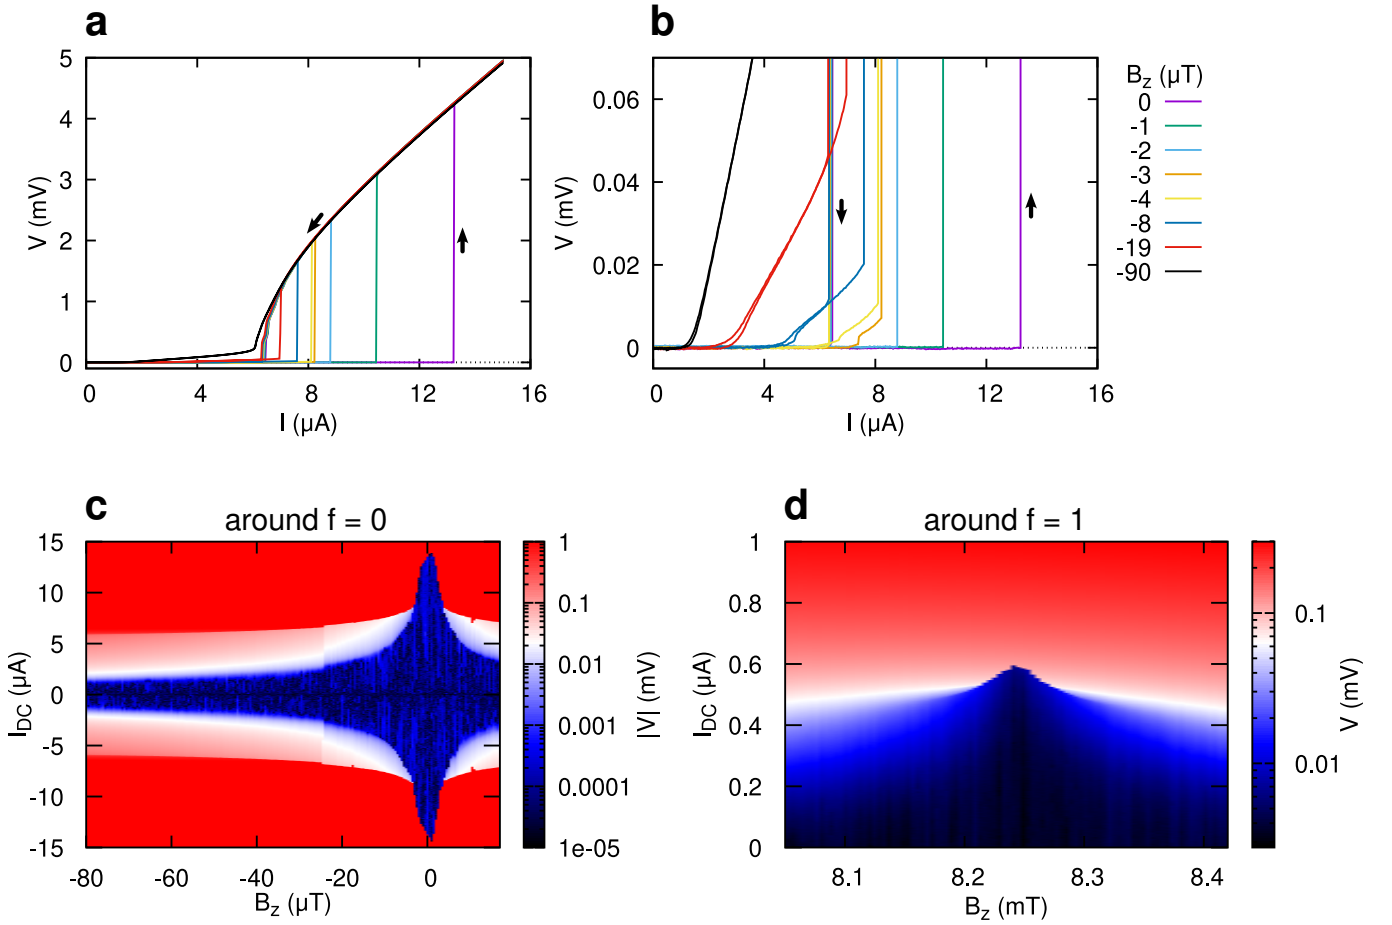 a
5
4
3
2
1
0
V (mV)
0 4 8 12 16
I (µA)
b
0.06
0.04
0.02
0
V (mV)
0 4 8 12 16
I (µA)
B_z (µT)
0
-1
-2
-3
-4
-8
-19
-90
c
around f = 0
15
10
5
0
-5
-10
-15
I_DC (µA)
-80 -60 -40 -20 0
B_z (µT)
1
0.1
0.01
0.001
0.0001
1e-05
|V| (mV)
d
around f = 1
1
0.8
0.6
0.4
0.2
0
I_DC (µA)
8.1 8.2 8.3 8.4
B_z (mT)
0.1
0.01
V (mV)